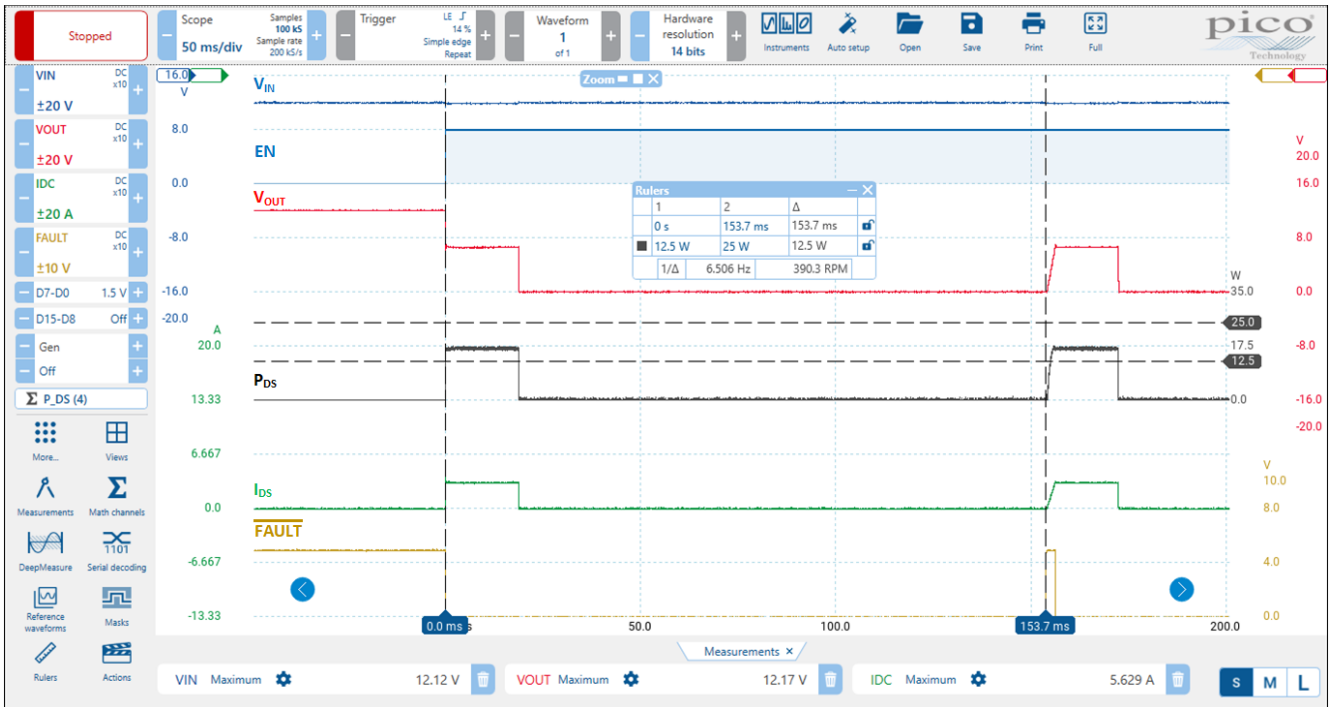 Stopped
Scope
50 ms/div
Samples
100 kS
Sample rate
200 kS/s
Trigger
LE
14 %
Simple edge
Repeat
Waveform
1
of 1
Hardware
resolution
14 bits
Instruments
Auto setup
Open
Save
Print
Full
pico
Technology
VIN
DC
x10
±20 V
VOUT
DC
x10
±20 V
IDC
DC
x10
±20 A
FAULT
DC
x10
±10 V
D7-D0 1.5 V
D15-D8 Off
Gen
Off
Σ P_DS (4)
More...
Views
Measurements
Math channels
DeepMeasure
1101
Serial decoding
Reference
waveforms
Masks
Rulers
Actions
16.0
V
8.0
0.0
-8.0
-16.0
-20.0
A
20.0
13.33
6.667
0.0
-6.667
-13.33
VIN
EN
VOUT
PDS
IDS
FAULT
Zoom
Rulers
1 2 Δ
0 s 153.7 ms 153.7 ms
12.5 W 25 W 12.5 W
1/Δ 6.506 Hz 390.3 RPM
V
20.0
16.0
8.0
0.0
-8.0
-16.0
-20.0
W
35.0
25.0
17.5
12.5
0.0
V
10.0
8.0
4.0
0.0
0.0 ms
s
50.0
100.0
153.7 ms
200.0
Measurements ×
VIN Maximum 12.12 V
VOUT Maximum 12.17 V
IDC Maximum 5.629 A
S M L